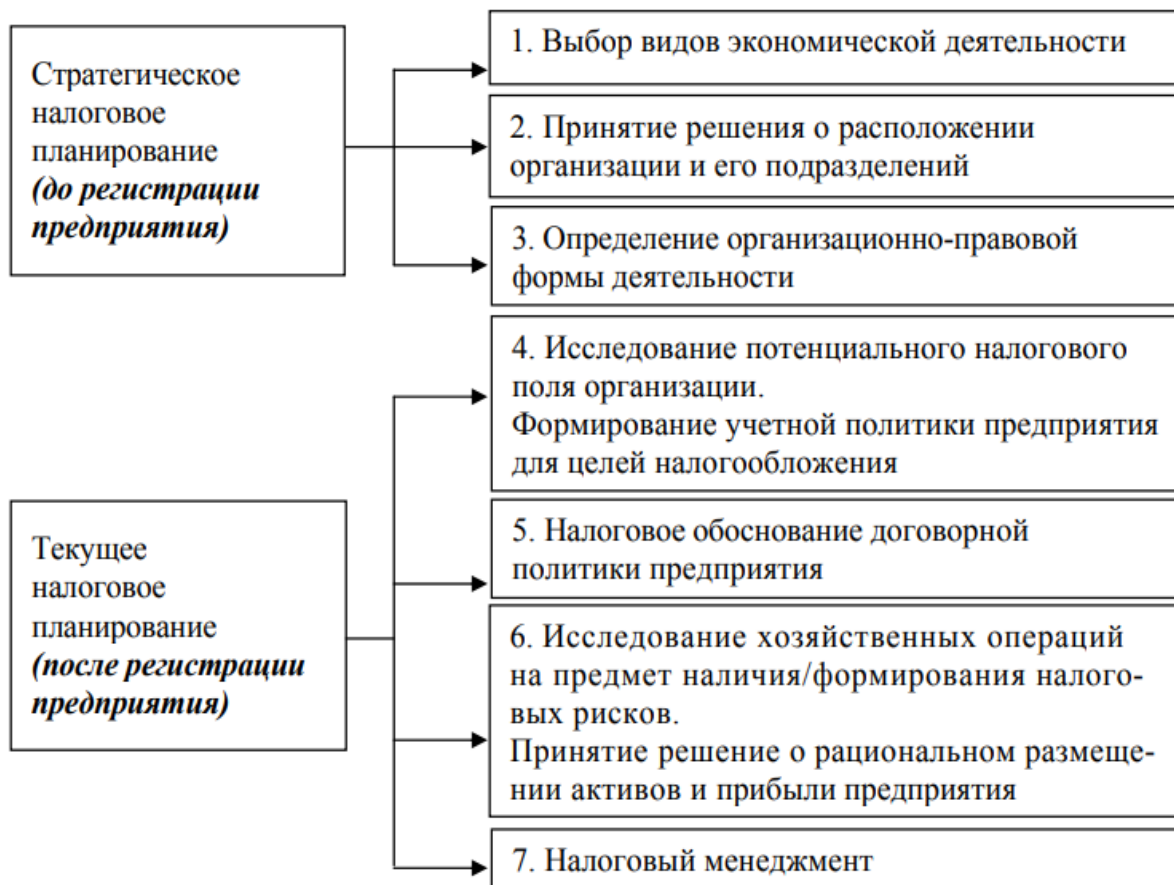 Стратегическое
налоговое
планирование
(до регистрации
предприятия)
1. Выбор видов экономической деятельности
2. Принятие решения о расположении
организации и его подразделений
3. Определение организационно-правовой
формы деятельности
Текущее
налоговое
планирование
(после регистрации
предприятия)
4. Исследование потенциального налогового
поля организации.
Формирование учетной политики предприятия
для целей налогообложения
5. Налоговое обоснование договорной
политики предприятия
6. Исследование хозяйственных операций
на предмет наличия/формирования налого-
вых рисков.
Принятие решение о рациональном размеще-
нии активов и прибыли предприятия
7. Налоговый менеджмент